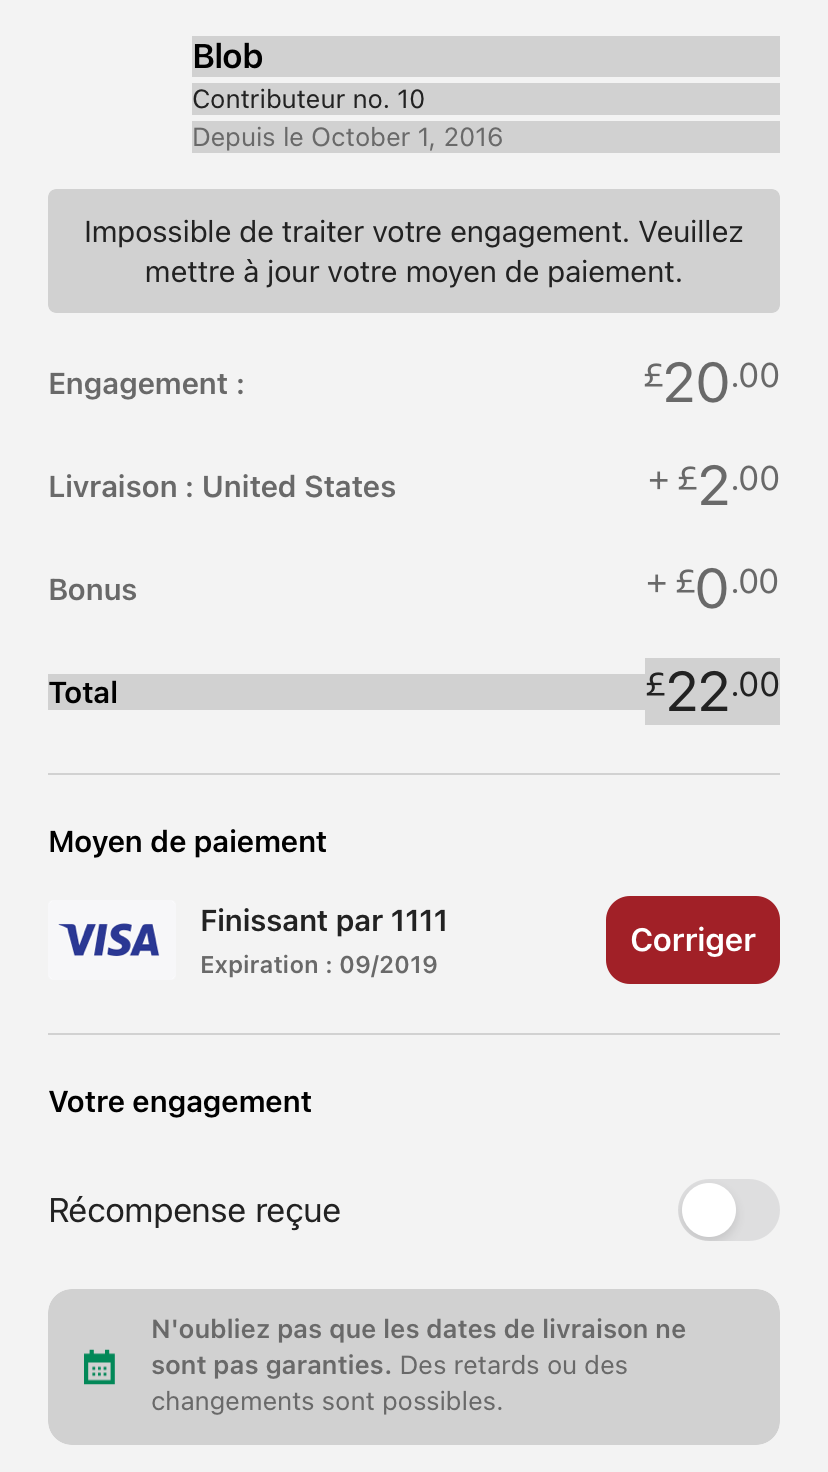 Blob
Contributeur no. 10
Depuis le October 1, 2016
Impossible de traiter votre engagement. Veuillez
mettre à jour votre moyen de paiement.
Engagement : £20.00
Livraison : United States + £2.00
Bonus + £0.00
Total £22.00
Moyen de paiement
VISA
Finissant par 1111
Expiration : 09/2019
Corriger
Votre engagement
Récompense reçue
N'oubliez pas que les dates de livraison ne
sont pas garanties. Des retards ou des
changements sont possibles.